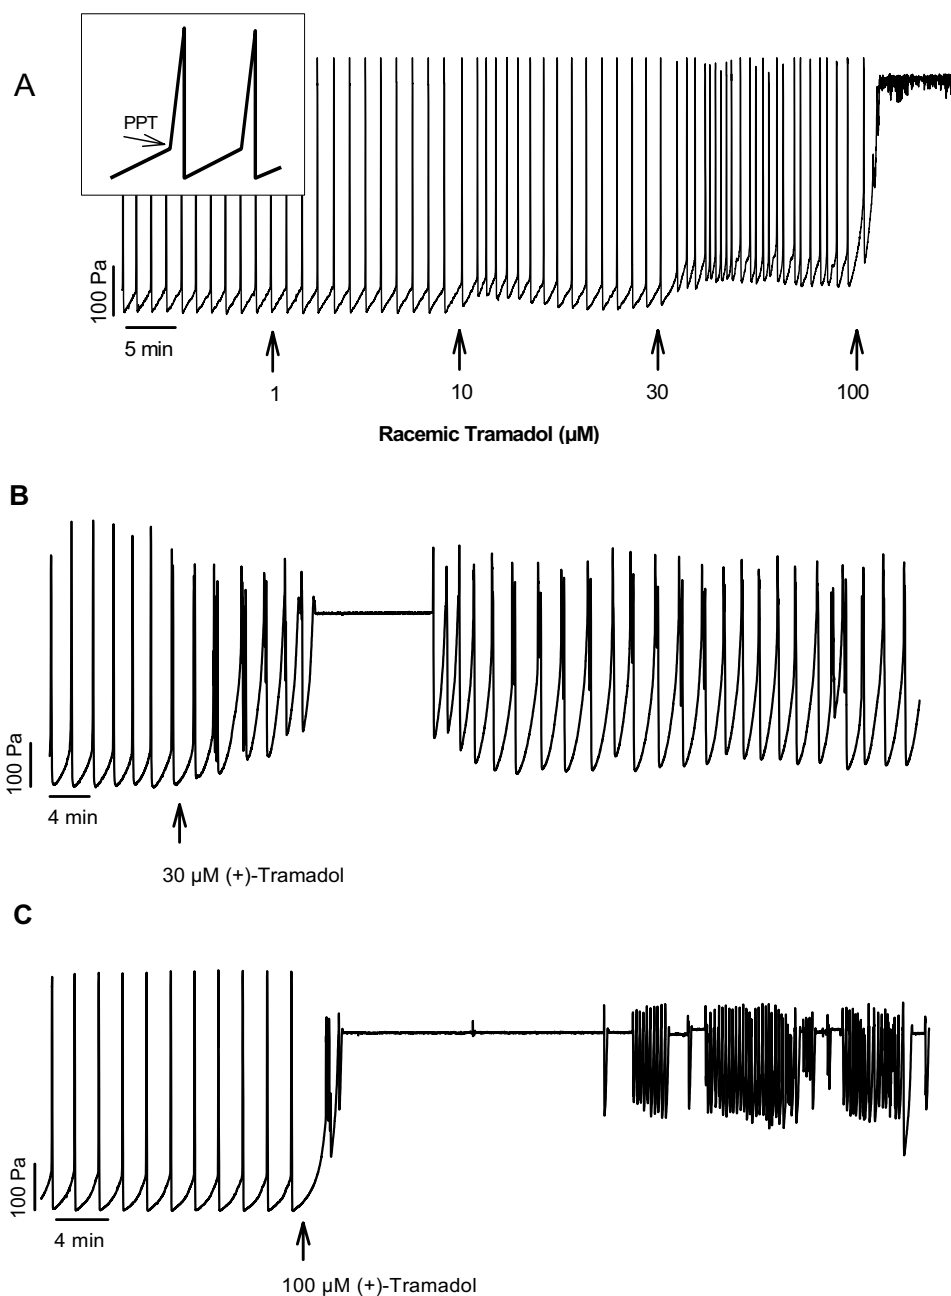 A
PPT
100 Pa
5 min
1
10
30
100
Racemic Tramadol (µM)
B
100 Pa
4 min
30 µM (+)-Tramadol
C
100 Pa
4 min
100 µM (+)-Tramadol